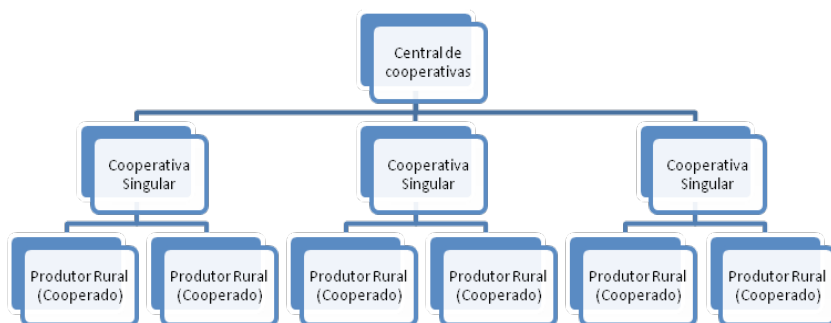 Central de
cooperativas
Cooperativa
Singular
Cooperativa
Singular
Cooperativa
Singular
Produtor Rural
(Cooperado)
Produtor Rural
(Cooperado)
Produtor Rural
(Cooperado)
Produtor Rural
(Cooperado)
Produtor Rural
(Cooperado)
Produtor Rural
(Cooperado)